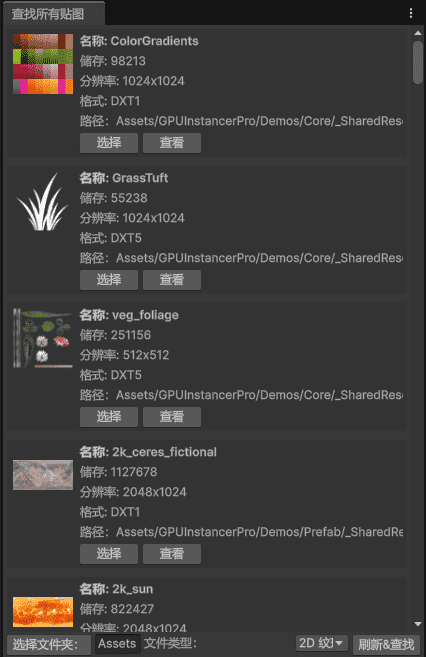 查找所有贴图
名称: ColorGradients
储存: 98213
分辨率: 1024x1024
格式: DXT1
路径: Assets/GPUInstancerPro/Demos/Core/_SharedRes
选择 查看
名称: GrassTuft
储存: 55238
分辨率: 1024x1024
格式: DXT5
路径: Assets/GPUInstancerPro/Demos/Core/_SharedRes
选择 查看
名称: veg_foliage
储存: 251156
分辨率: 512x512
格式: DXT5
路径: Assets/GPUInstancerPro/Demos/Core/_SharedRes
选择 查看
名称: 2k_ceres_fictional
储存: 1127678
分辨率: 2048x1024
格式: DXT1
路径: Assets/GPUInstancerPro/Demos/Prefab/_SharedRe
选择 查看
名称: 2k_sun
储存: 822427
分辨率: 2048x1024
选择文件夹: Assets 文件类型: 2D 纹 刷新&查找